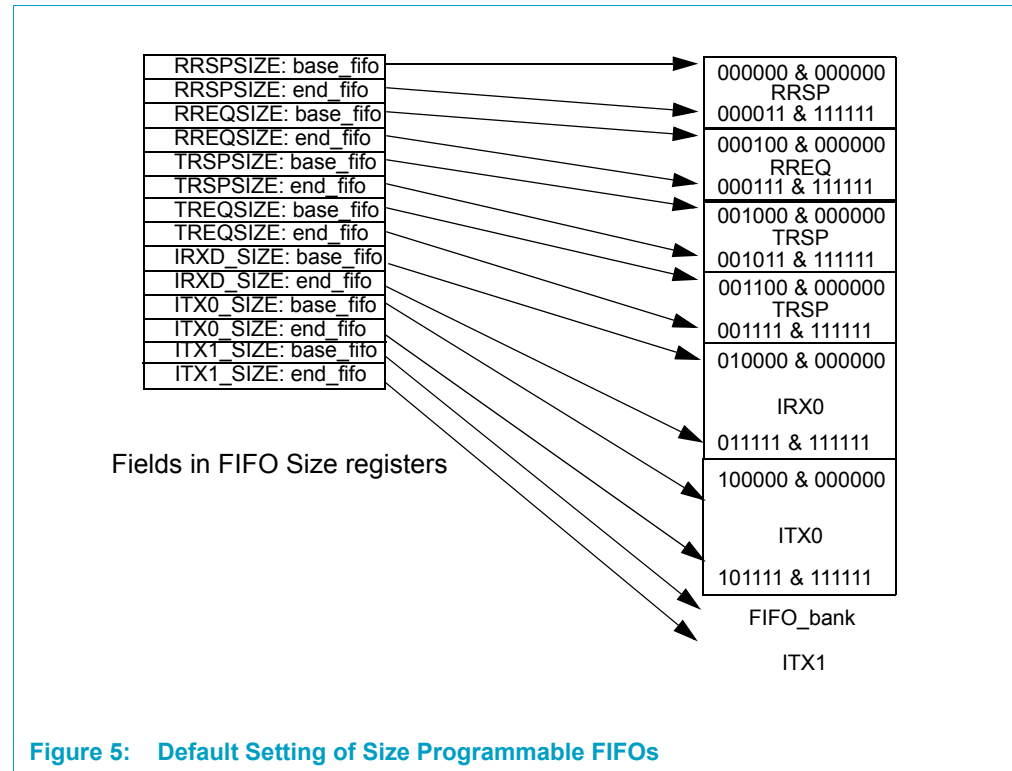 RRSPSIZE: base_fifo
RRSPSIZE: end_fifo
RREQSIZE: base_fifo
RREQSIZE: end_fifo
TRSPSIZE: base_fifo
TRSPSIZE: end_fifo
TREQSIZE: base_fifo
TREQSIZE: end_fifo
IRXD_SIZE: base_fifo
IRXD_SIZE: end_fifo
ITX0_SIZE: base_fifo
ITX0_SIZE: end_fifo
ITX1_SIZE: base_fifo
ITX1_SIZE: end_fifo
Fields in FIFO Size registers
000000 & 000000
RRSP
000011 & 111111
000100 & 000000
RREQ
000111 & 111111
001000 & 000000
TRSP
001011 & 111111
001100 & 000000
TRSP
001111 & 111111
010000 & 000000
IRX0
011111 & 111111
100000 & 000000
ITX0
101111 & 111111
FIFO_bank
ITX1
Figure 5: Default Setting of Size Programmable FIFOs